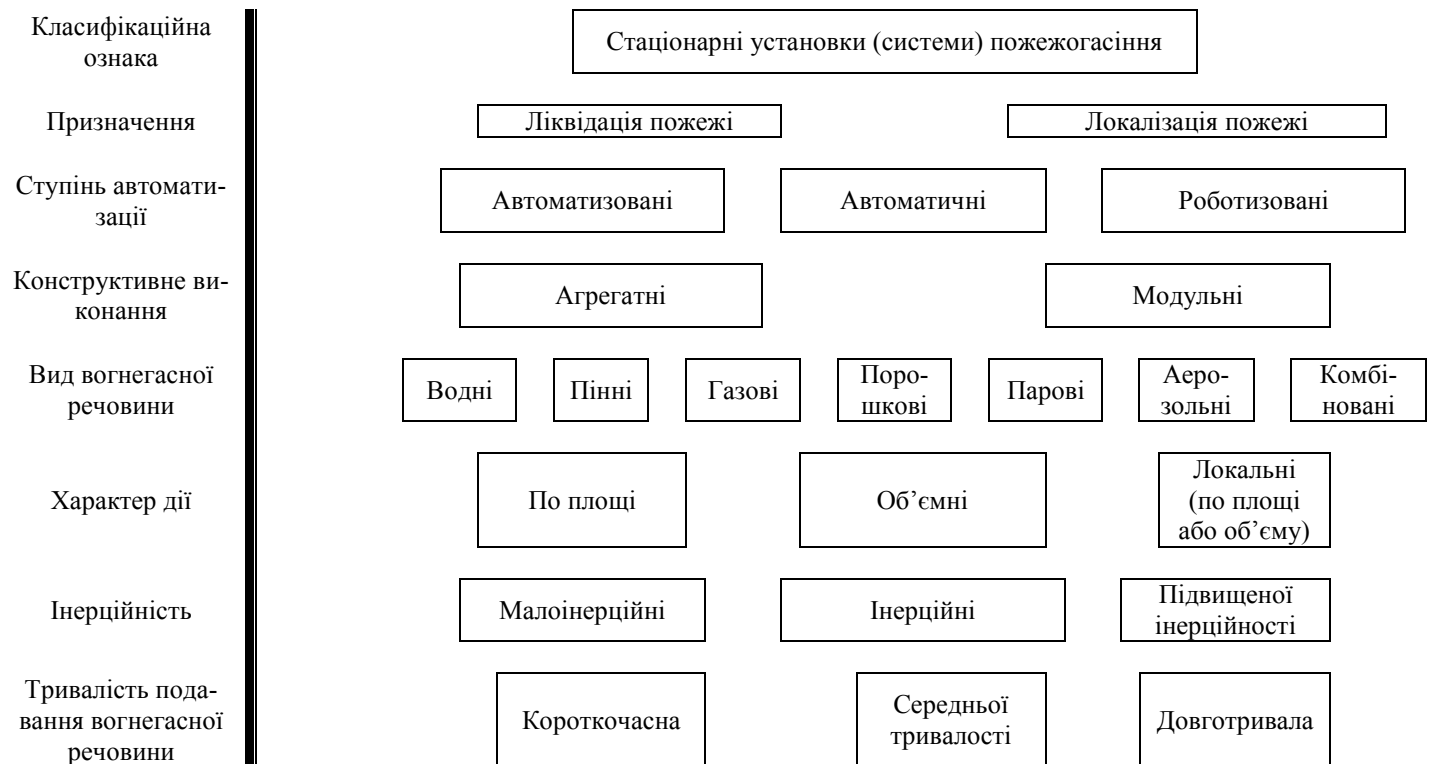 Класифікаційна
ознака
Стаціонарні установки (системи) пожежогасіння
Призначення
Ліквідація пожежі
Локалізація пожежі
Ступінь автомати-
зації
Автоматизовані
Автоматичні
Роботизовані
Конструктивне ви-
конання
Агрегатні
Модульні
Вид вогнегасної
речовини
Водні
Пінні
Газові
Поро-
шкові
Парові
Аеро-
зольні
Комбі-
новані
Характер дії
По площі
Об’ємні
Локальні
(по площі
або об’єму)
Інерційність
Малоінерційні
Інерційні
Підвищеної
інерційності
Тривалість пода-
вання вогнегасної
речовини
Короткочасна
Середньої
тривалості
Довготривала